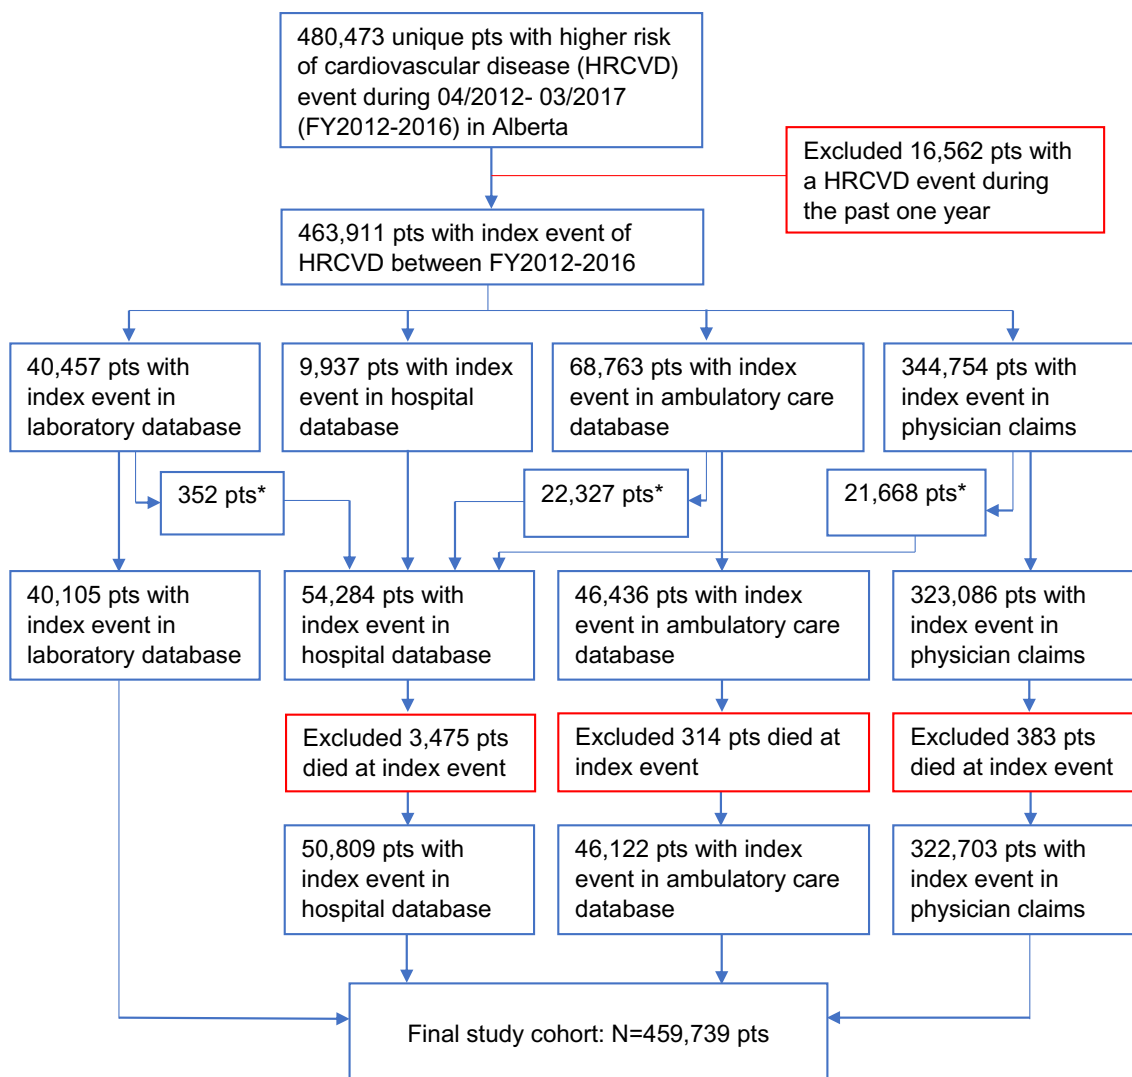 480,473 unique pts with higher risk
of cardiovascular disease (HRCVD)
event during 04/2012- 03/2017
(FY2012-2016) in Alberta
Excluded 16,562 pts with
a HRCVD event during
the past one year
463,911 pts with index event of
HRCVD between FY2012-2016
40,457 pts with
index event in
laboratory database
9,937 pts with index
event in hospital
database
68,763 pts with index
event in ambulatory care
database
344,754 pts with
index event in
physician claims
352 pts*
22,327 pts*
21,668 pts*
40,105 pts with
index event in
laboratory database
54,284 pts with
index event in
hospital database
46,436 pts with index
event in ambulatory care
database
323,086 pts with
index event in
physician claims
Excluded 3,475 pts
died at index event
Excluded 314 pts died at
index event
Excluded 383 pts
died at index event
50,809 pts with
index event in
hospital database
46,122 pts with index
event in ambulatory care
database
322,703 pts with
index event in
physician claims
Final study cohort: N=459,739 pts